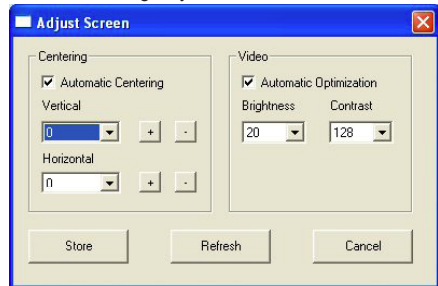 Adjust Screen
Centering
Automatic Centering
Vertical
0
+
-
Horizontal
0
+
-
Video
Automatic Optimization
Brightness
Contrast
20
128
Store
Refresh
Cancel